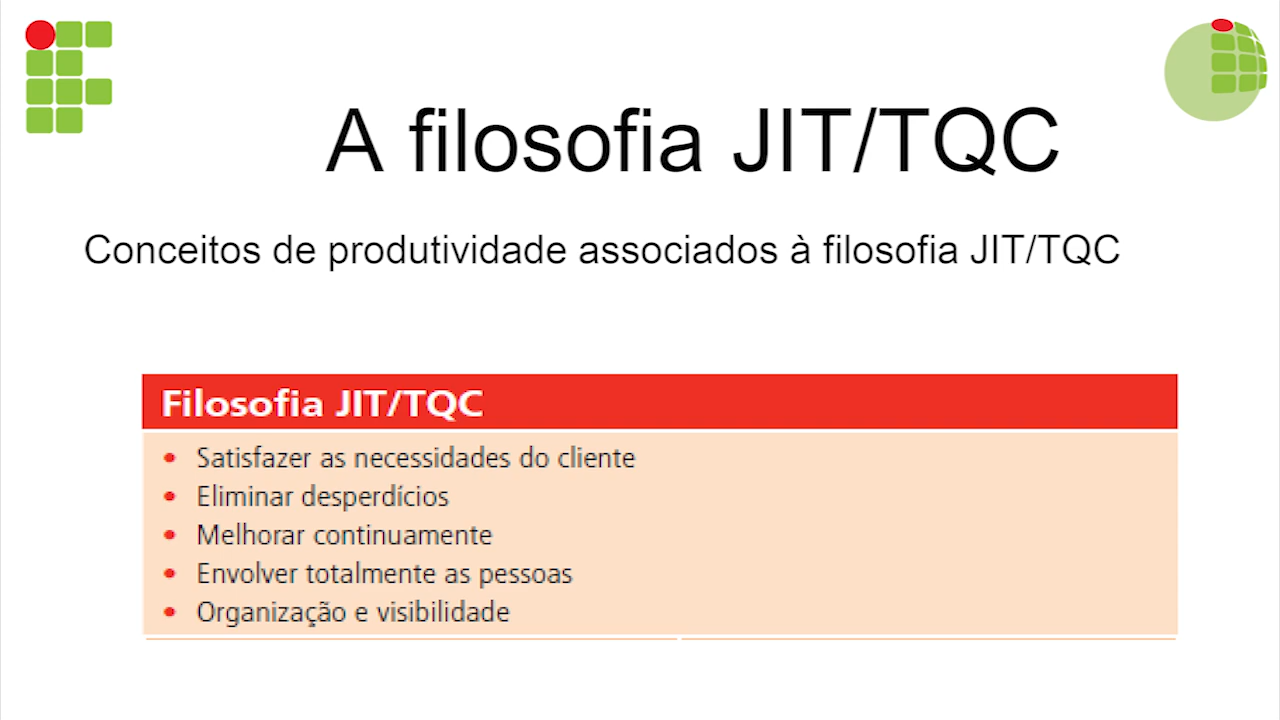 A filosofia JIT/TQC
Conceitos de produtividade associados à filosofia JIT/TQC
Filosofia JIT/TQC
• Satisfazer as necessidades do cliente
• Eliminar desperdícios
• Melhorar continuamente
• Envolver totalmente as pessoas
• Organização e visibilidade